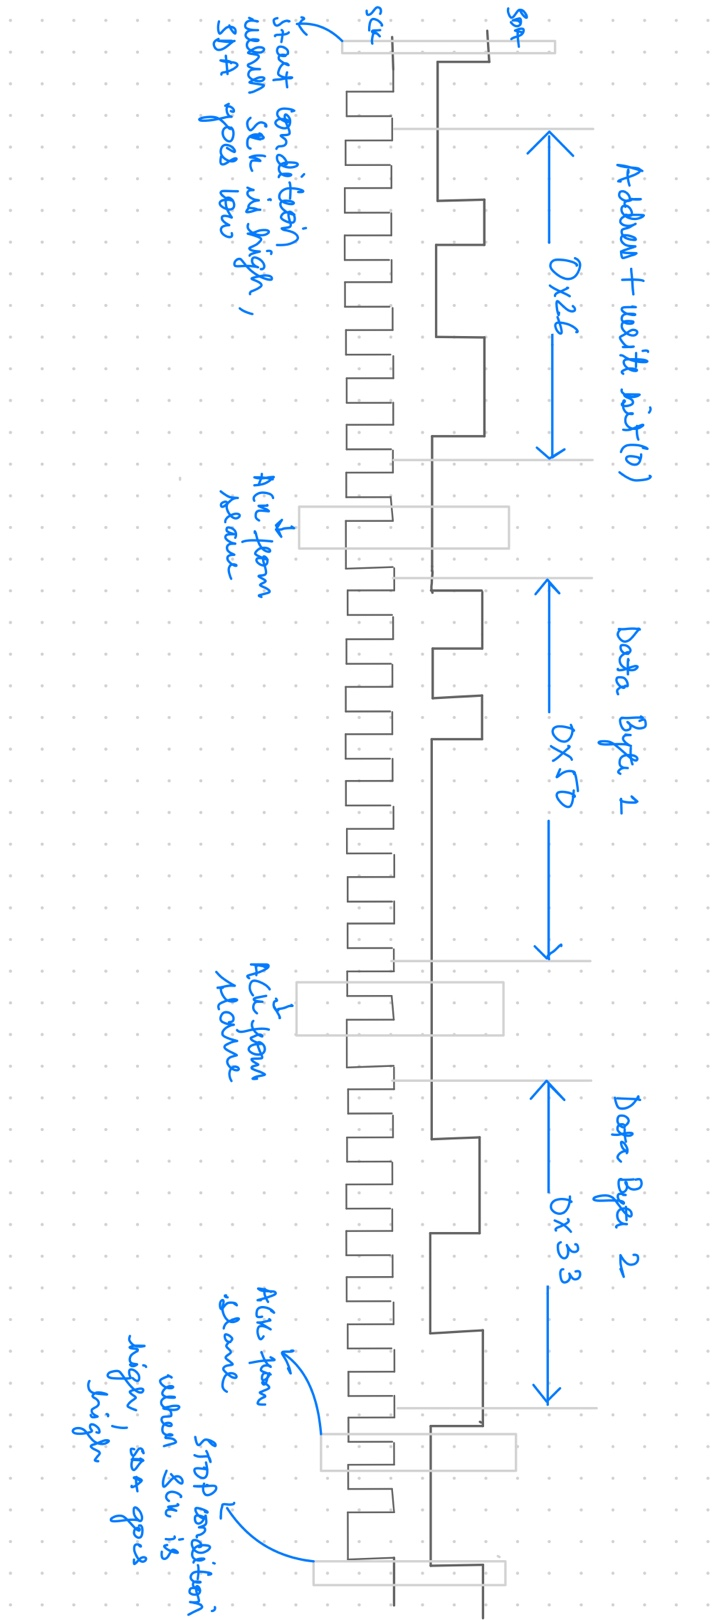 SCK
SDA
start condition
when sck is high,
SDA goes low
Address + write bit(0)
0x26
ACK from
slave
Data Byte 1
0x50
ACK from
slave
Data Byte 2
0x33
ACK from
slave
STOP condition
when SCK is
high, SDA goes
high